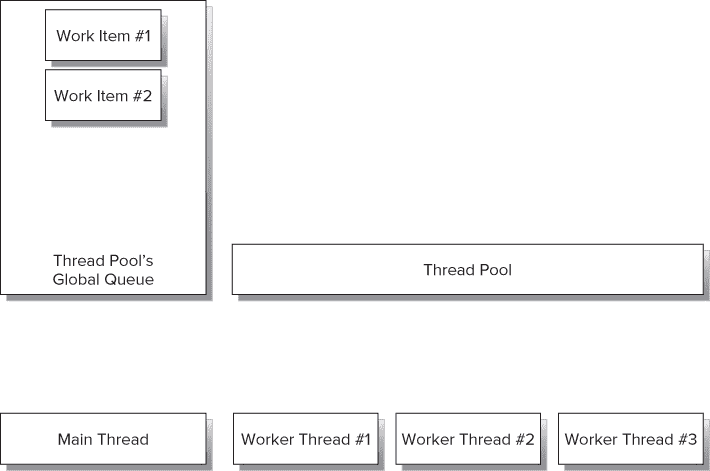 Work Item #1
Work Item #2
Thread Pool's
Global Queue
Thread Pool
Main Thread
Worker Thread #1
Worker Thread #2
Worker Thread #3